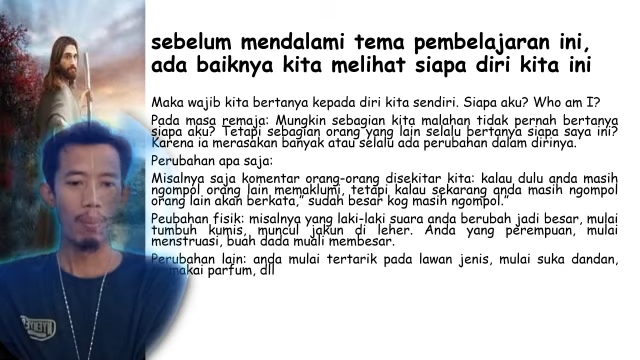 sebelum mendalami tema pembelajaran ini,
ada baiknya kita melihat siapa diri kita ini
Maka wajib kita bertanya kepada diri kita sendiri. Siapa aku? Who am I?
Pada masa remaja: Mungkin sebagian kita malahan tidak pernah bertanya
siapa aku? Tetapi sebagian orang yang lain selalu bertanya siapa saya ini?
Karena ia merasakan banyak atau selalu ada perubahan dalam dirinya.
Perubahan apa saja:
Misalnya saja komentar orang-orang disekitar kita: kalau dulu anda masih
ngompol orang lain memaklumi, tetapi kalau sekarang anda masih ngompol
orang lain akan berkata," sudah besar kog masih ngompol."
Peubahan fisik: misalnya yang laki-laki suara anda berubah jadi besar, mulai
tumbuh kumis, muncul jakun di leher. Anda yang perempuan, mulai
menstruasi, buah dada muali membesar.
Perubahan lain: anda mulai tertarik pada lawan jenis, mulai suka dandan,
memakai parfum, dll